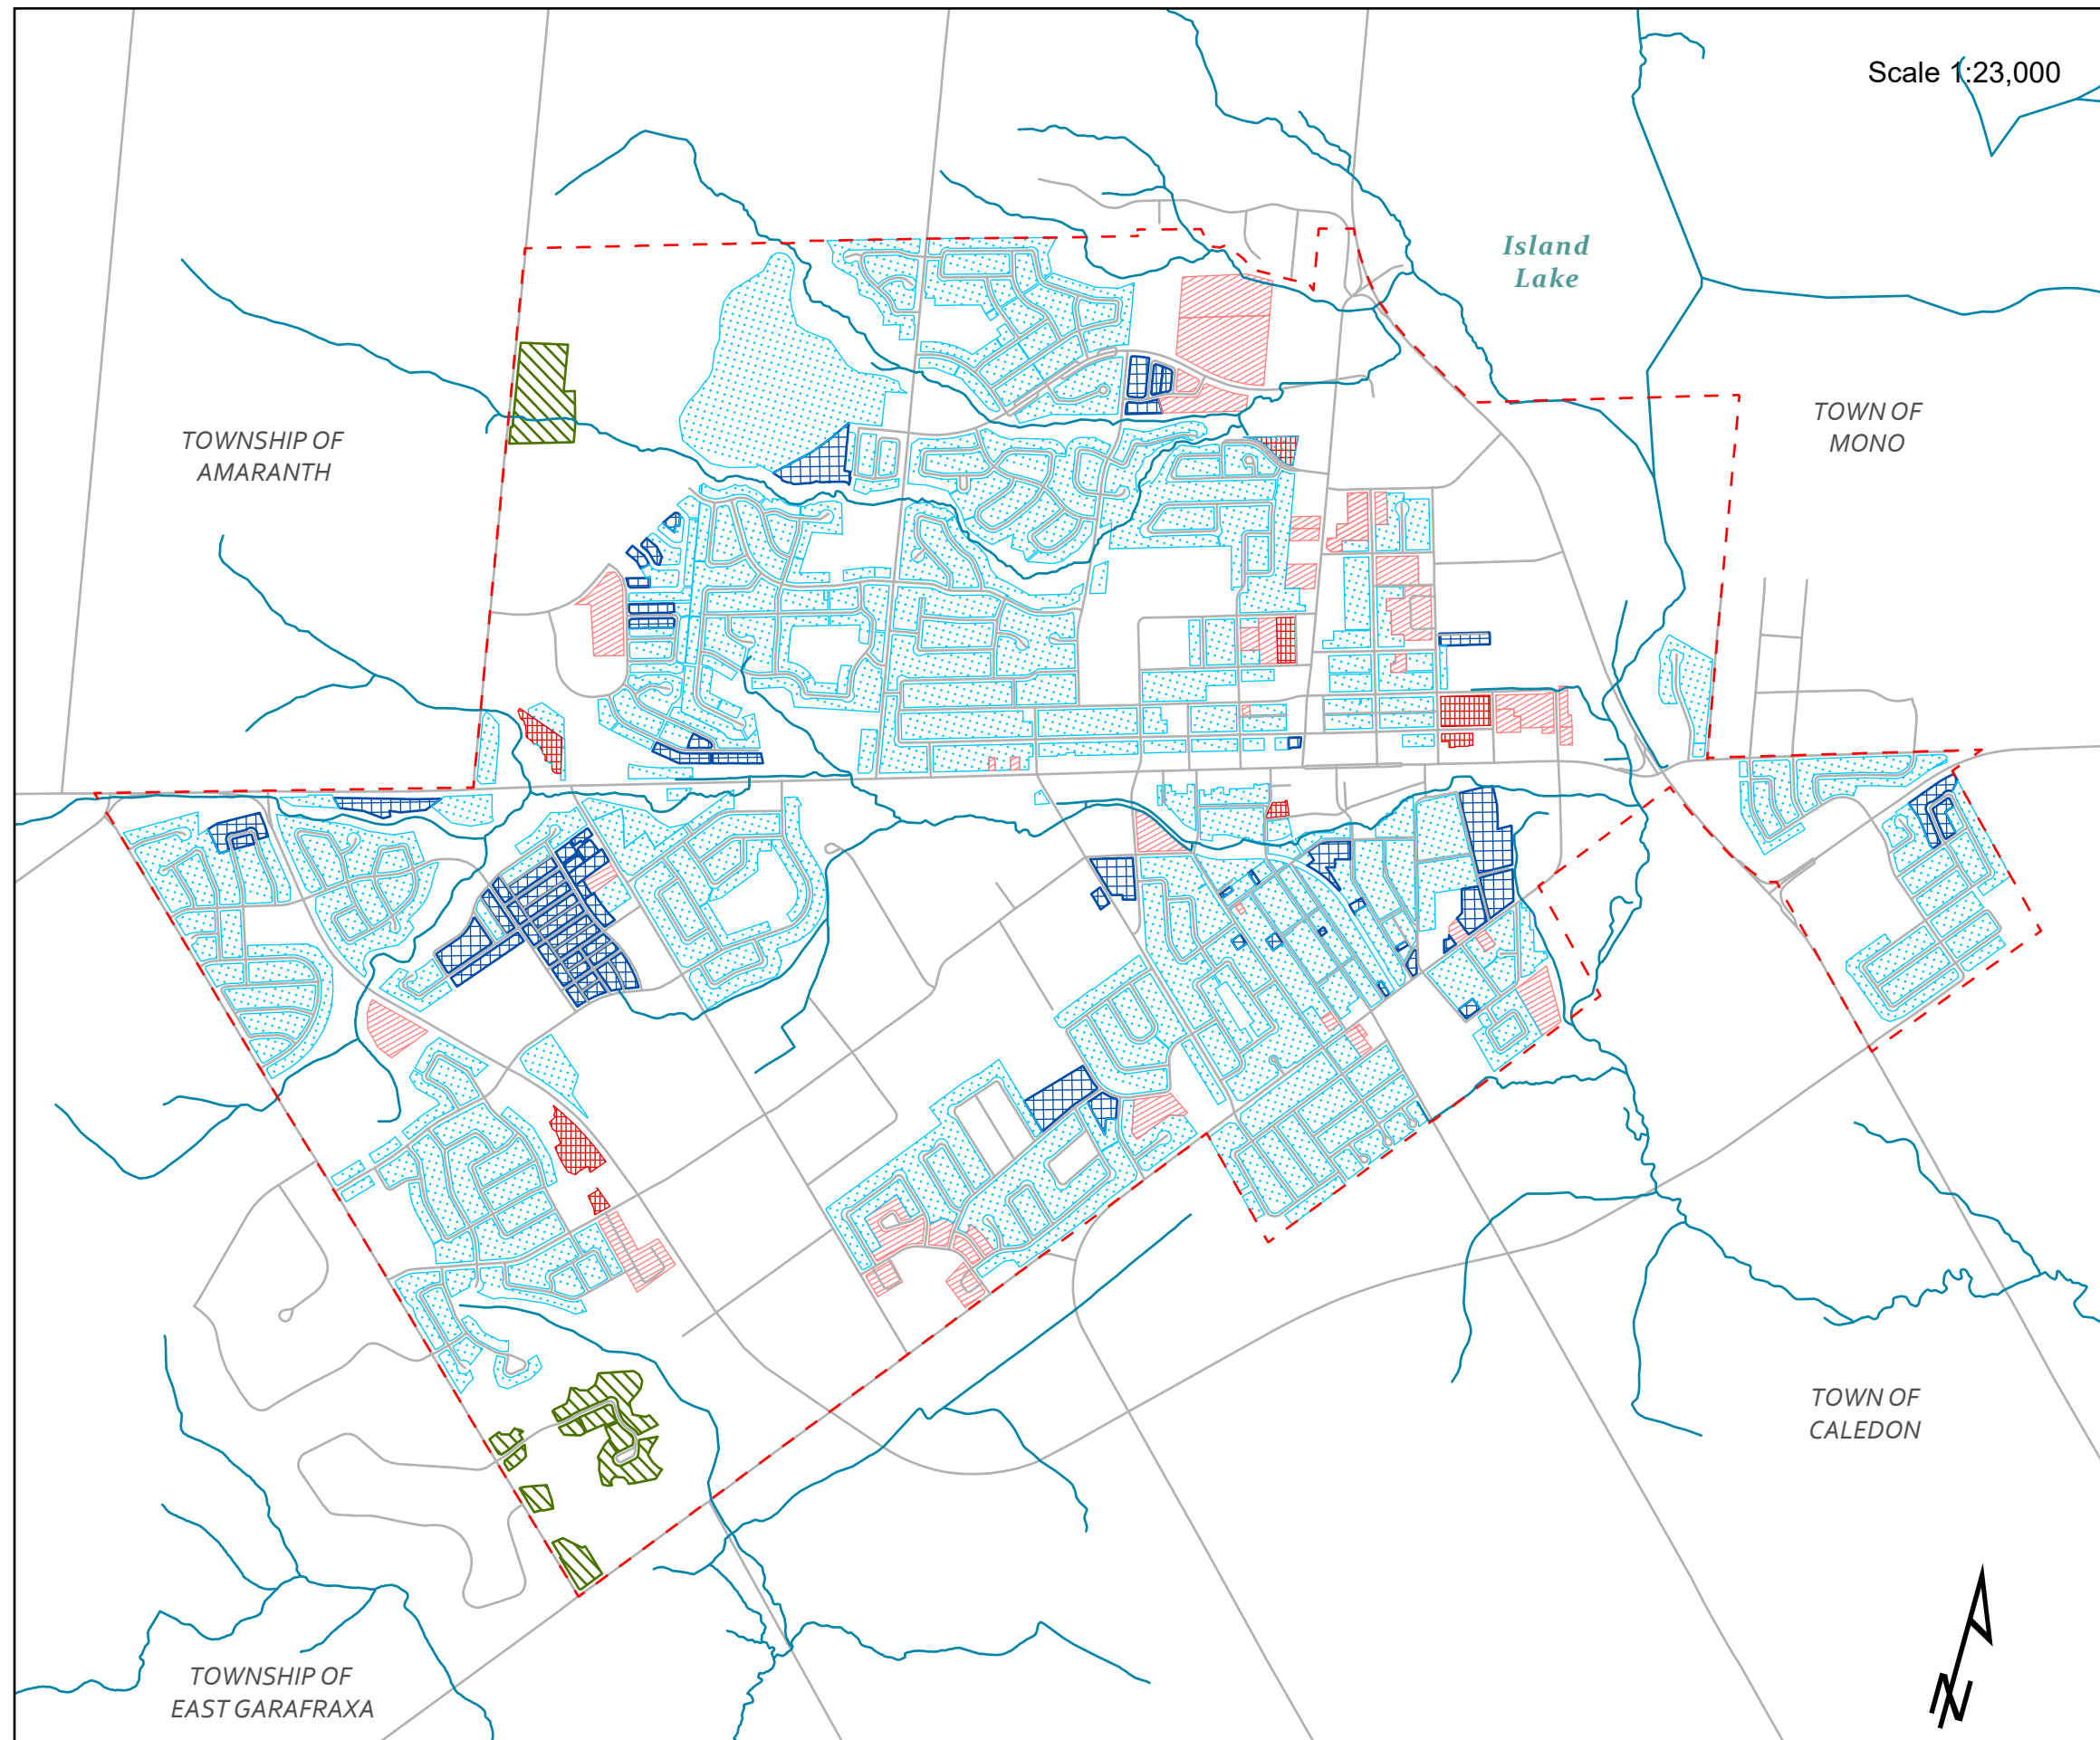 Scale 1:23,000
Island
Lake
TOWN OF
MONO
TOWNSHIP OF
AMARANTH
TOWN OF
CALEDON
TOWNSHIP OF
EAST GARAFRAXA
N